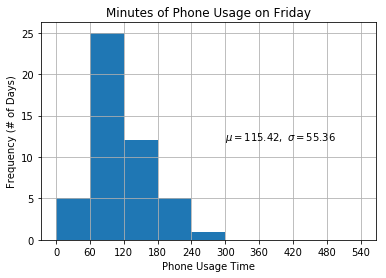 Minutes of Phone Usage on Friday
25
20
15
10
5
0
Frequency (# of Days)
μ = 115.42, σ = 55.36
0 60 120 180 240 300 360 420 480 540
Phone Usage Time